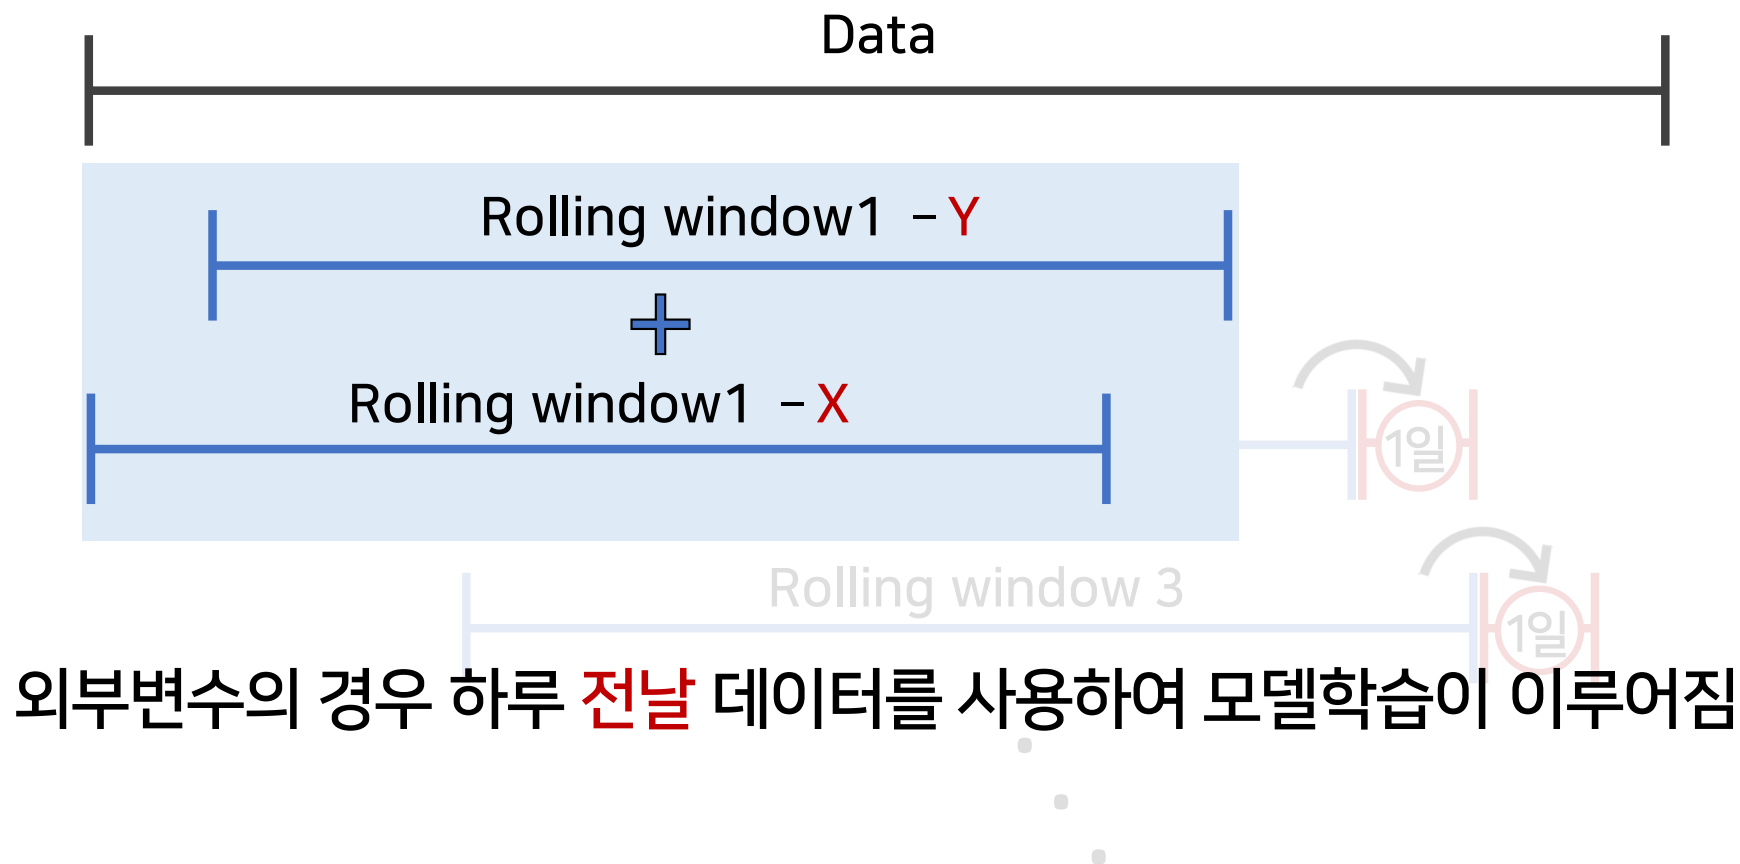 Data
Rolling window1 – Y
Rolling window1 – X
1일
Rolling window 3
1일
외부변수의 경우 하루 전날 데이터를 사용하여 모델학습이 이루어짐